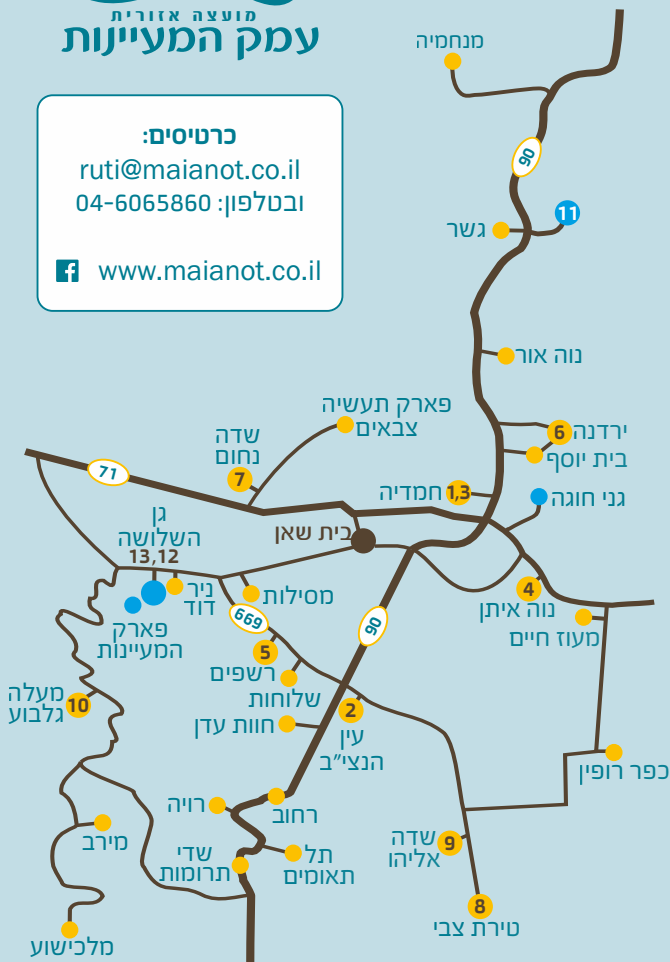 מועצה אזורית
עמק המעיינות
כרטיסים:
ruti@maianot.co.il
ובטלפון: 04-6065860
www.maianot.co.il
מנחמיה
90
11
גשר
נוה אור
פארק תעשיה
צבאים
שדה
נחום
7
71
6
ירדנה
בית יוסף
1,3
חמדיה
גני חוגה
גן
השלושה
13,12
בית שאן
ניר
דוד
מסילות
4
נוה איתן
מעוז חיים
פארק
המעיינות
669
90
5
רשפים
שלוחות
מעלה
גלבוע
10
2
עין
הנצי"ב
חוות עדן
כפר רופין
רחוב
רויה
מירב
שדי
תרומות
תל
תאומים
שדה
אליהו
9
8
טירת צבי
מלכישוע